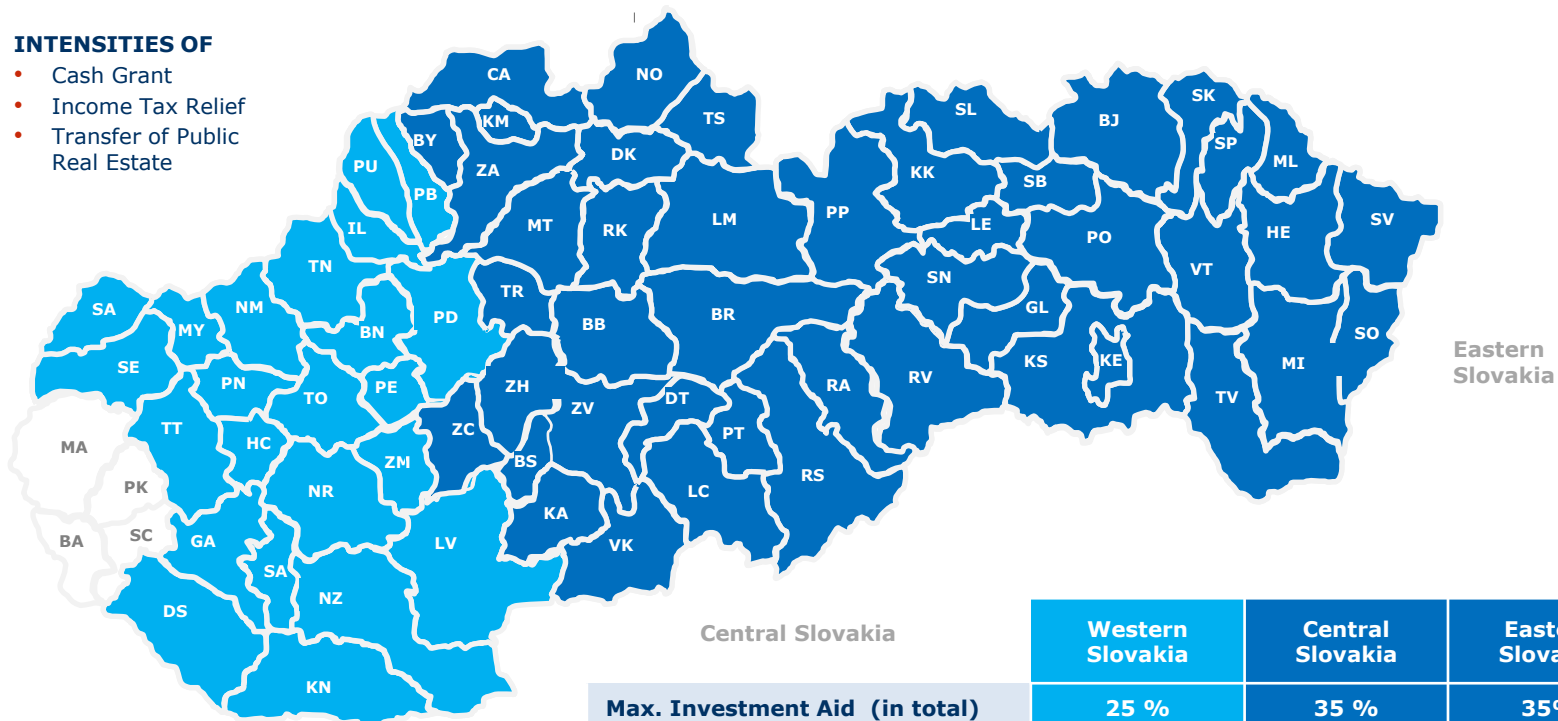 INTENSITIES OF
• Cash Grant
• Income Tax Relief
• Transfer of Public
Real Estate
CA
NO
TS
KM
BY
ZA
DK
PU
PB
IL
MT
RK
LM
PP
KK
SL
BJ
SK
SP
ML
SB
LE
PO
HE
SV
VT
TN
SA
NM
MY
BN
PD
TR
BB
BR
SN
GL
SO
SE
PN
TO
PE
ZH
ZV
DT
RA
RV
KS
KE
MI
TV
Eastern
Slovakia
MA
TT
HC
ZM
ZC
BS
PT
PK
NR
LC
RS
SC
BA
GA
LV
KA
VK
SA
NZ
DS
KN
Central Slovakia
Western
Slovakia
Central
Slovakia
Easte
Slova
Max. Investment Aid (in total)
25 %
35 %
35%